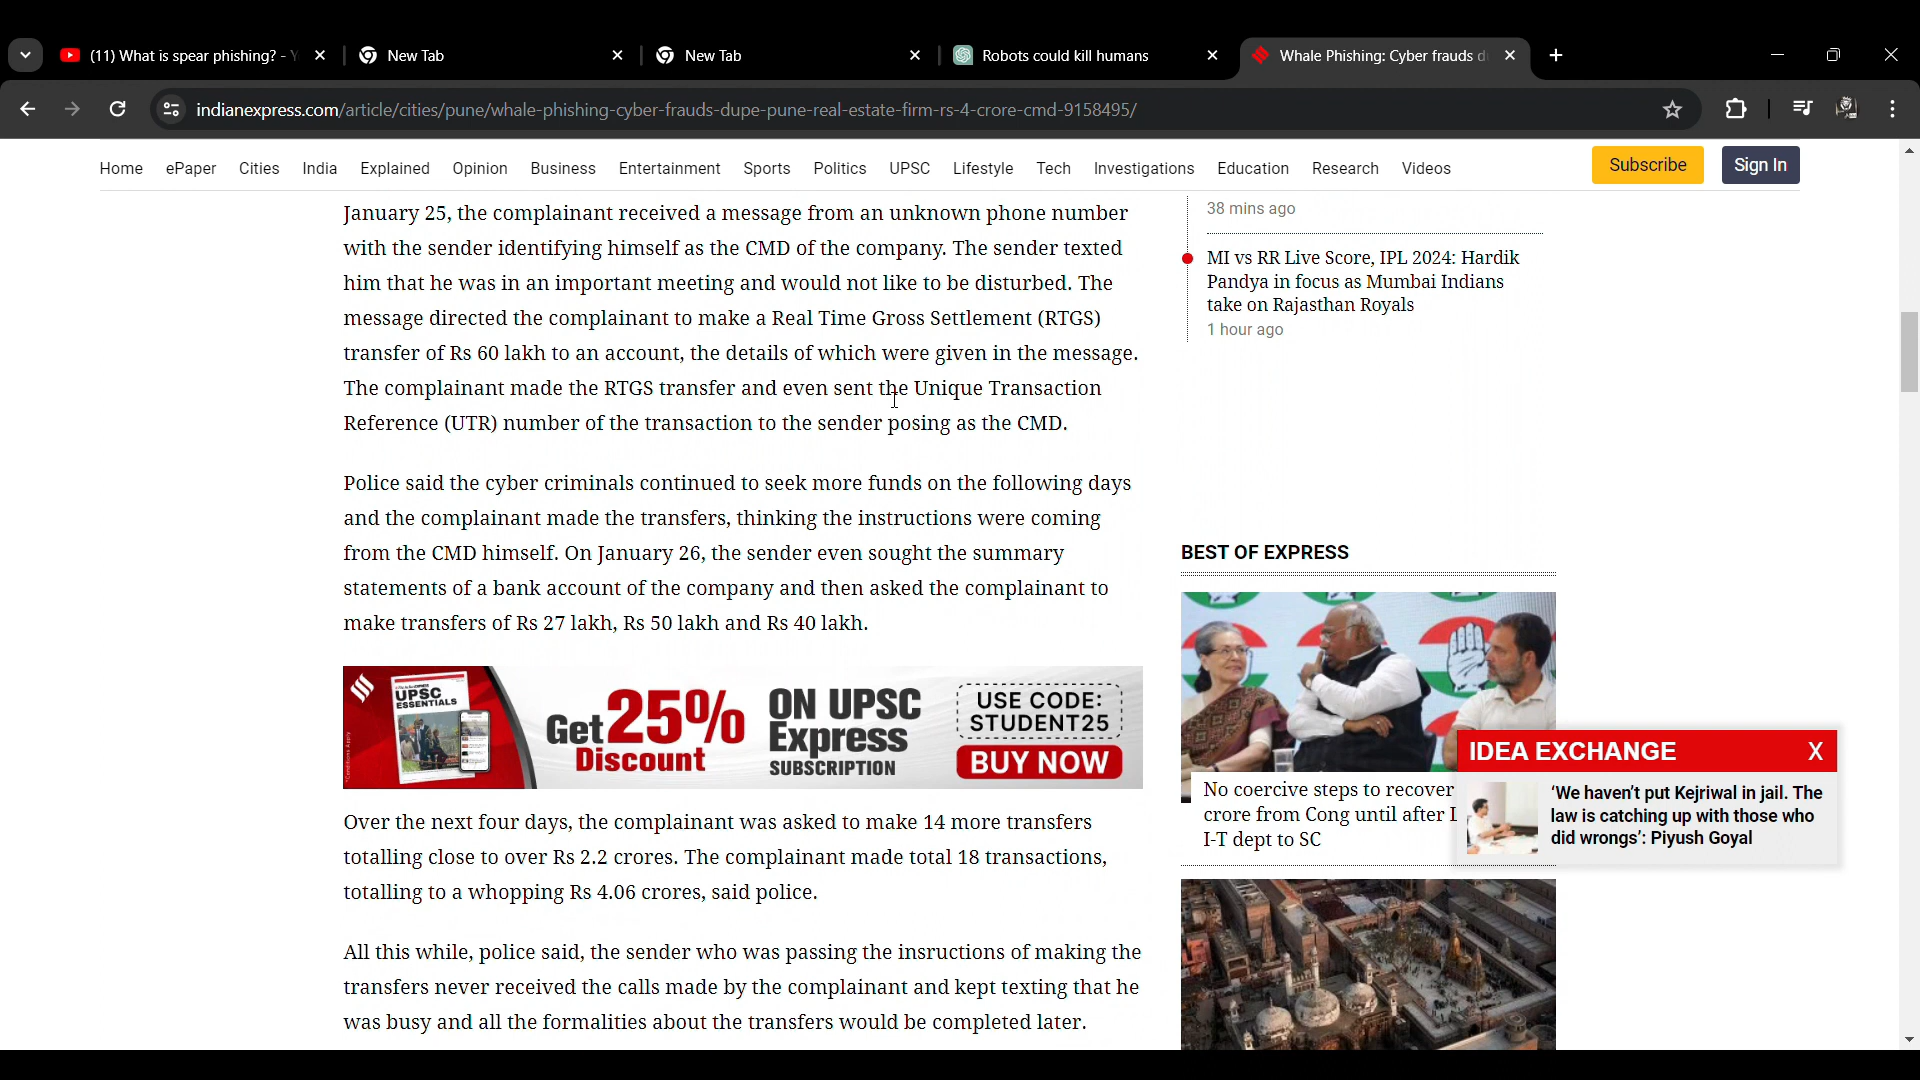 (11) What is spear phishing? - Y
New Tab
New Tab
Robots could kill humans
Whale Phishing: Cyber frauds d
indianexpress.com/article/cities/pune/whale-phishing-cyber-frauds-dupe-pune-real-estate-firm-rs-4-crore-cmd-9158495/
Home ePaper Cities India Explained Opinion Business Entertainment Sports Politics UPSC Lifestyle Tech Investigations Education Research Videos
Subscribe
Sign In
January 25, the complainant received a message from an unknown phone number
with the sender identifying himself as the CMD of the company. The sender texted
him that he was in an important meeting and would not like to be disturbed. The
message directed the complainant to make a Real Time Gross Settlement (RTGS)
transfer of Rs 60 lakh to an account, the details of which were given in the message.
The complainant made the RTGS transfer and even sent the Unique Transaction
Reference (UTR) number of the transaction to the sender posing as the CMD.
Police said the cyber criminals continued to seek more funds on the following days
and the complainant made the transfers, thinking the instructions were coming
from the CMD himself. On January 26, the sender even sought the summary
statements of a bank account of the company and then asked the complainant to
make transfers of Rs 27 lakh, Rs 50 lakh and Rs 40 lakh.
UPSC
ESSENTIALS
Get 25%
Discount
ON UPSC
Express
SUBSCRIPTION
USE CODE:
STUDENT25
BUY NOW
Over the next four days, the complainant was asked to make 14 more transfers
totalling close to over Rs 2.2 crores. The complainant made total 18 transactions,
totalling to a whopping Rs 4.06 crores, said police.
All this while, police said, the sender who was passing the insructions of making the
transfers never received the calls made by the complainant and kept texting that he
was busy and all the formalities about the transfers would be completed later.
38 mins ago
MI vs RR Live Score, IPL 2024: Hardik
Pandya in focus as Mumbai Indians
take on Rajasthan Royals
1 hour ago
BEST OF EXPRESS
No coercive steps to recover
crore from Cong until after
I-T dept to SC
IDEA EXCHANGE X
‘We haven't put Kejriwal in jail. The
law is catching up with those who
did wrongs’: Piyush Goyal